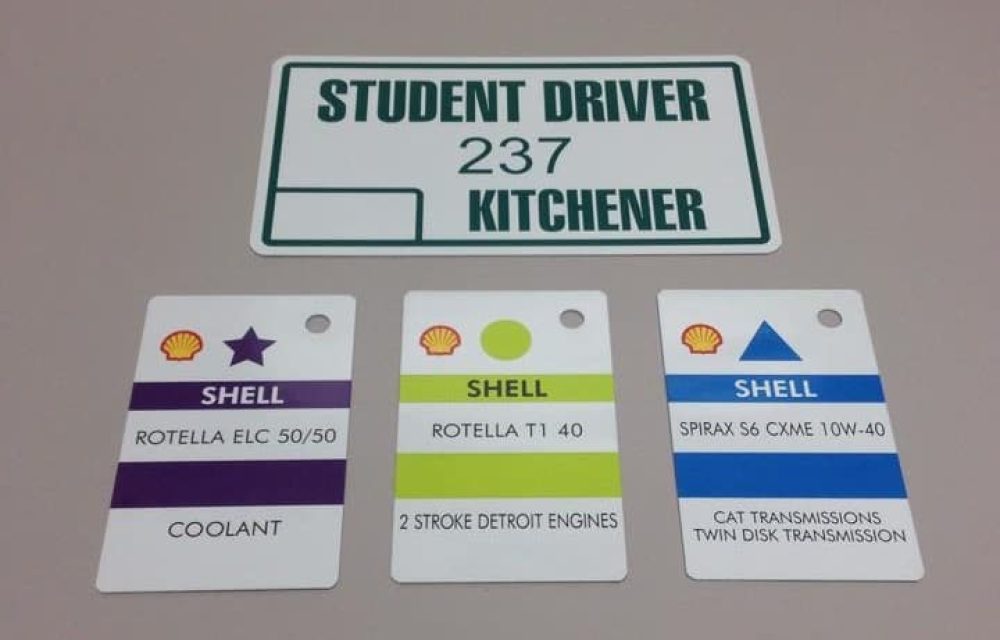 STUDENT DRIVER
237
KITCHENER
SHELL
ROTELLA ELC 50/50
COOLANT
SHELL
ROTELLA T1 40
2 STROKE DETROIT ENGINES
SHELL
SPIRAX S6 CXME 10W-40
CAT TRANSMISSIONS
TWIN DISK TRANSMISSION